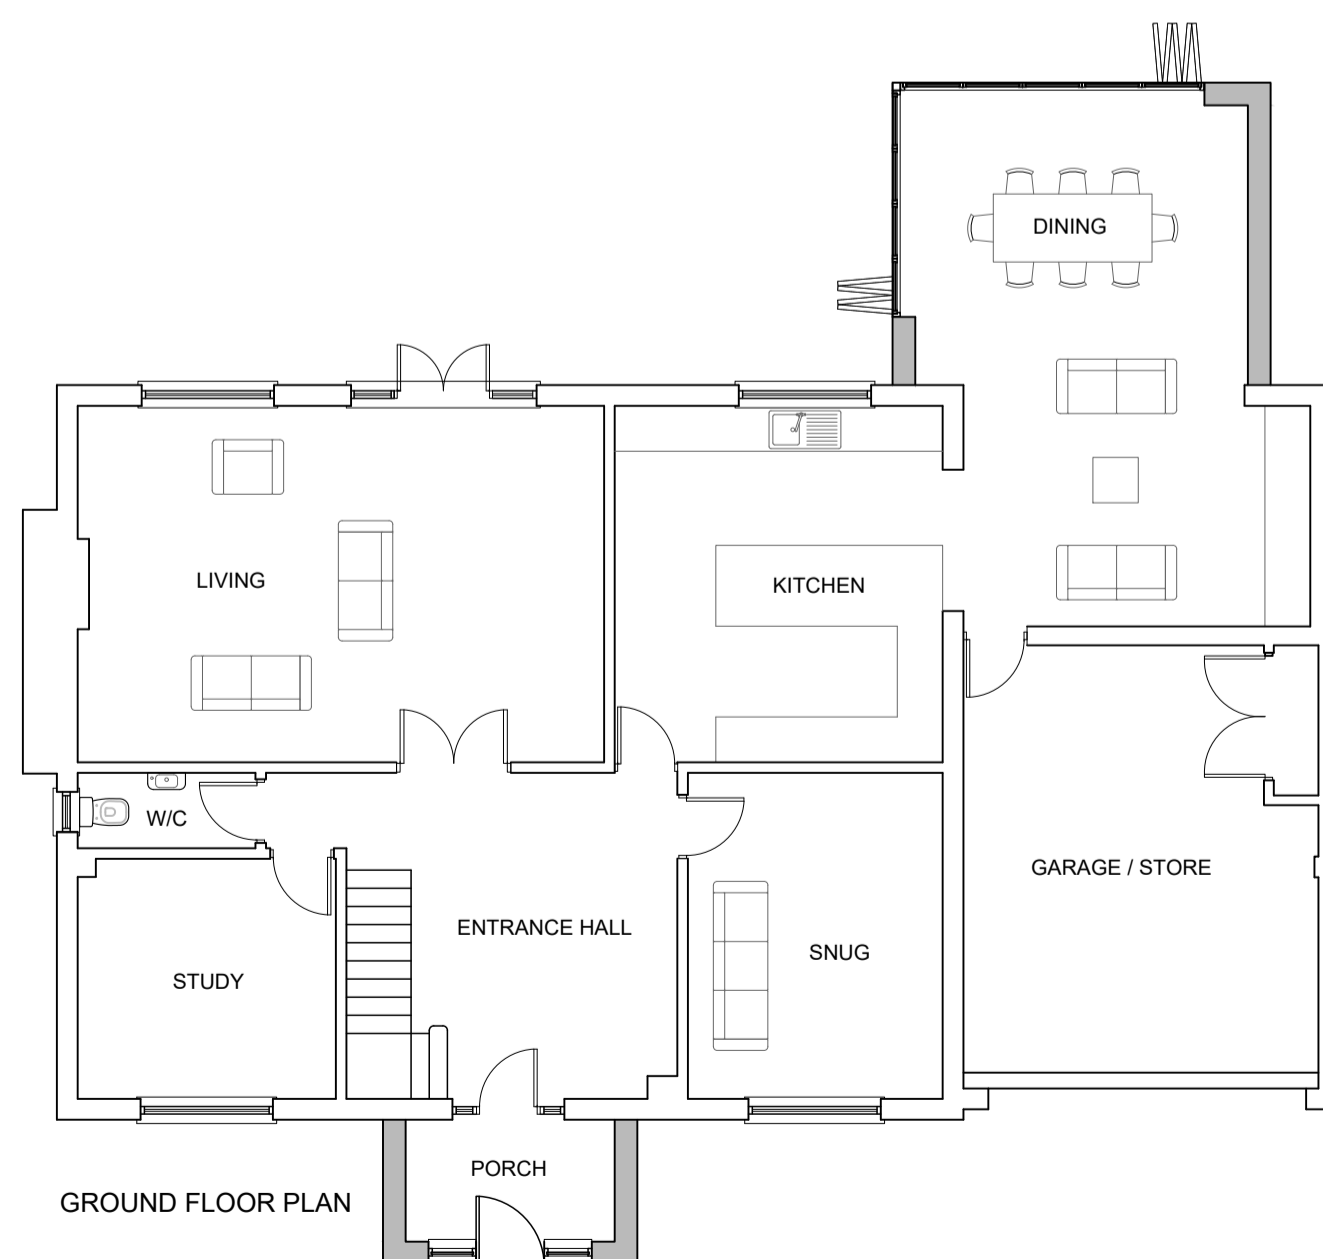 DINING
LIVING
KITCHEN
W/C
GARAGE / STORE
ENTRANCE HALL
SNUG
STUDY
PORCH
GROUND FLOOR PLAN